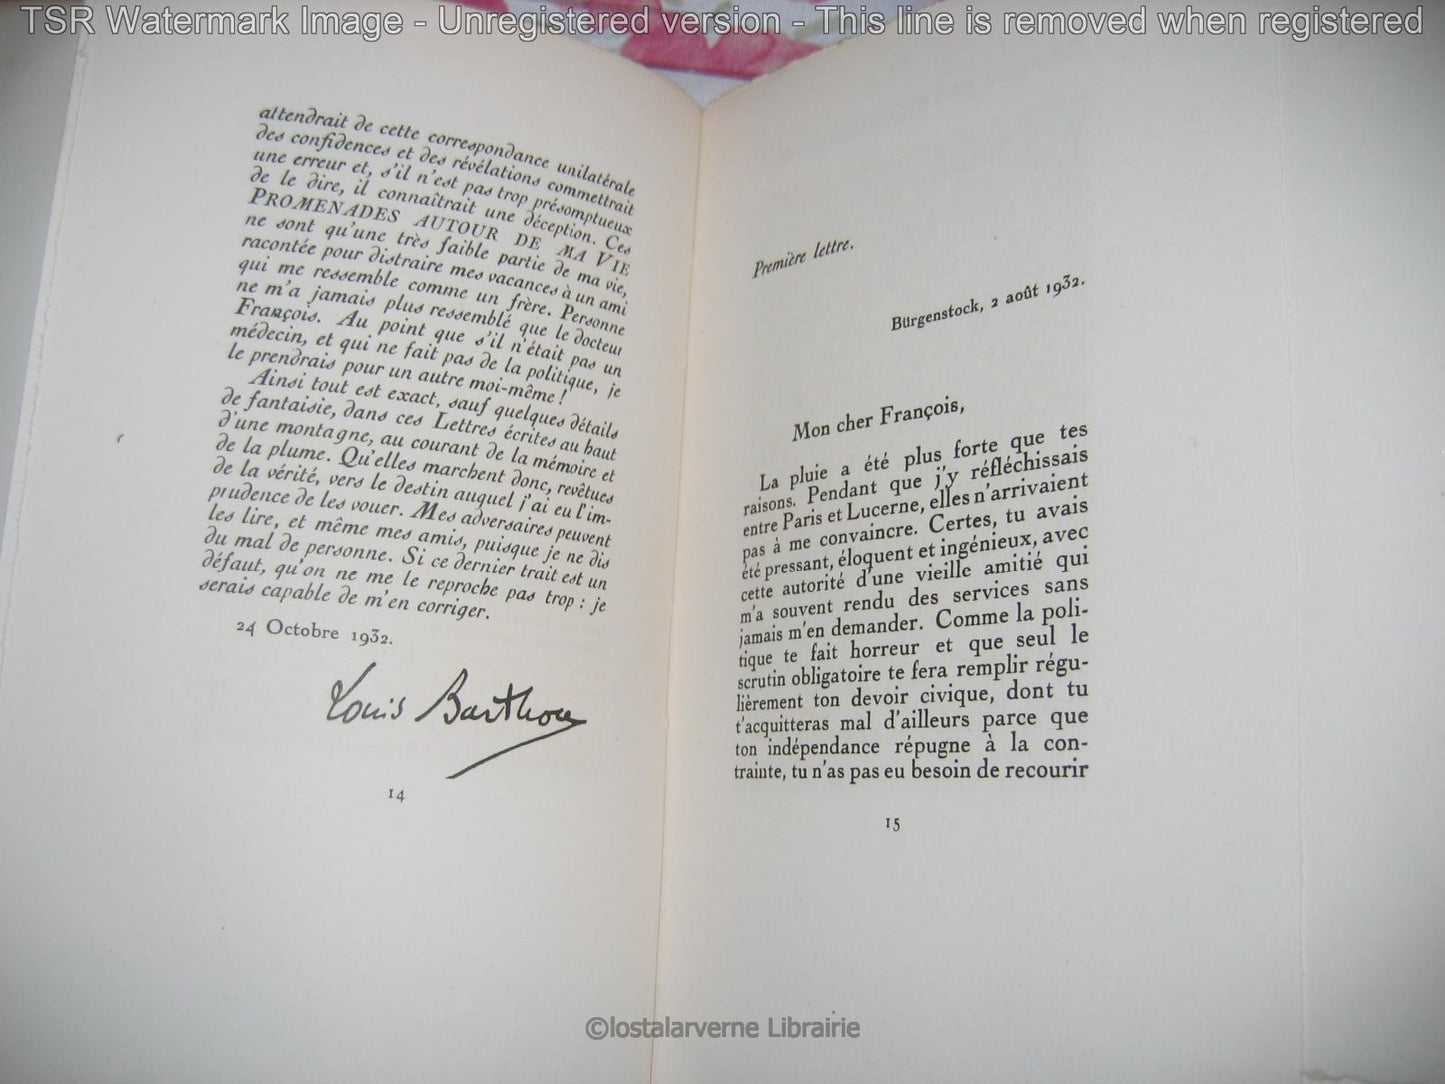 TSR Watermark Image - Unregistered version - This line is removed when registered
attendrait de cette correspondance unilatérale
des confidences et des révélations commettrait
une erreur et, s'il n'est pas trop présomptueux
de le dire, il connaîtrait une déception. Ces
PROMENADES AUTOUR DE MA VIE
ne sont qu'une très faible partie de ma vie,
racontée pour distraire mes vacances à un ami
qui me ressemble comme un frère. Personne
ne m'a jamais plus ressemblé que le docteur
François. Au point que s'il n'était pas un
médecin, et qui ne fait pas de la politique, je
le prendrais pour un autre moi-même !
Ainsi tout est exact, sauf quelques détails
de fantaisie, dans ces Lettres écrites au haut
d'une montagne, au courant de la mémoire et
de la plume. Qu'elles marchent donc, revêtues
de la vérité, vers le destin auquel j'ai eu l'im-
prudence de les vouer. Mes adversaires peuvent
les lire, et même mes amis, puisque je ne dis
du mal de personne. Si ce dernier trait est un
défaut, qu'on ne me le reproche pas trop : je
serais capable de m'en corriger.
24 Octobre 1932.
Louis Barthou
14
Première lettre.
Bürgenstock, 2 août 1932.
Mon cher François,
La pluie a été plus forte que tes
raisons. Pendant que j'y réfléchissais
entre Paris et Lucerne, elles n'arrivaient
pas à me convaincre. Certes, tu avais
été pressant, éloquent et ingénieux, avec
cette autorité d'une vieille amitié qui
m'a souvent rendu des services sans
jamais m'en demander. Comme la poli-
tique te fait horreur et que seul le
scrutin obligatoire te fera remplir régu-
lièrement ton devoir civique, dont tu
t'acquitteras mal d'ailleurs parce que
ton indépendance répugne à la con-
trainte, tu n'as pas eu besoin de recourir
15
©lostalarverne Librairie